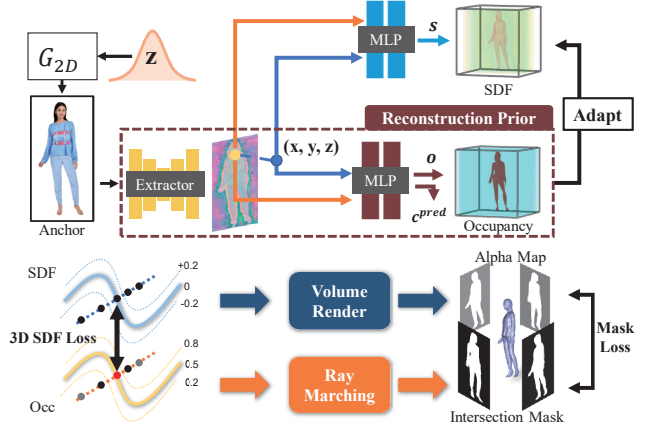 G2D
z
MLP
s
SDF
Adapt
Reconstruction Prior
(x, y, z)
Extractor
MLP
o
c^pred
Anchor
Occupancy
SDF
+0.2
0
-0.2
Volume
Render
Alpha Map
3D SDF Loss
Mask
Loss
0.8
0.5
0.2
Occ
Ray
Marching
Intersection Mask